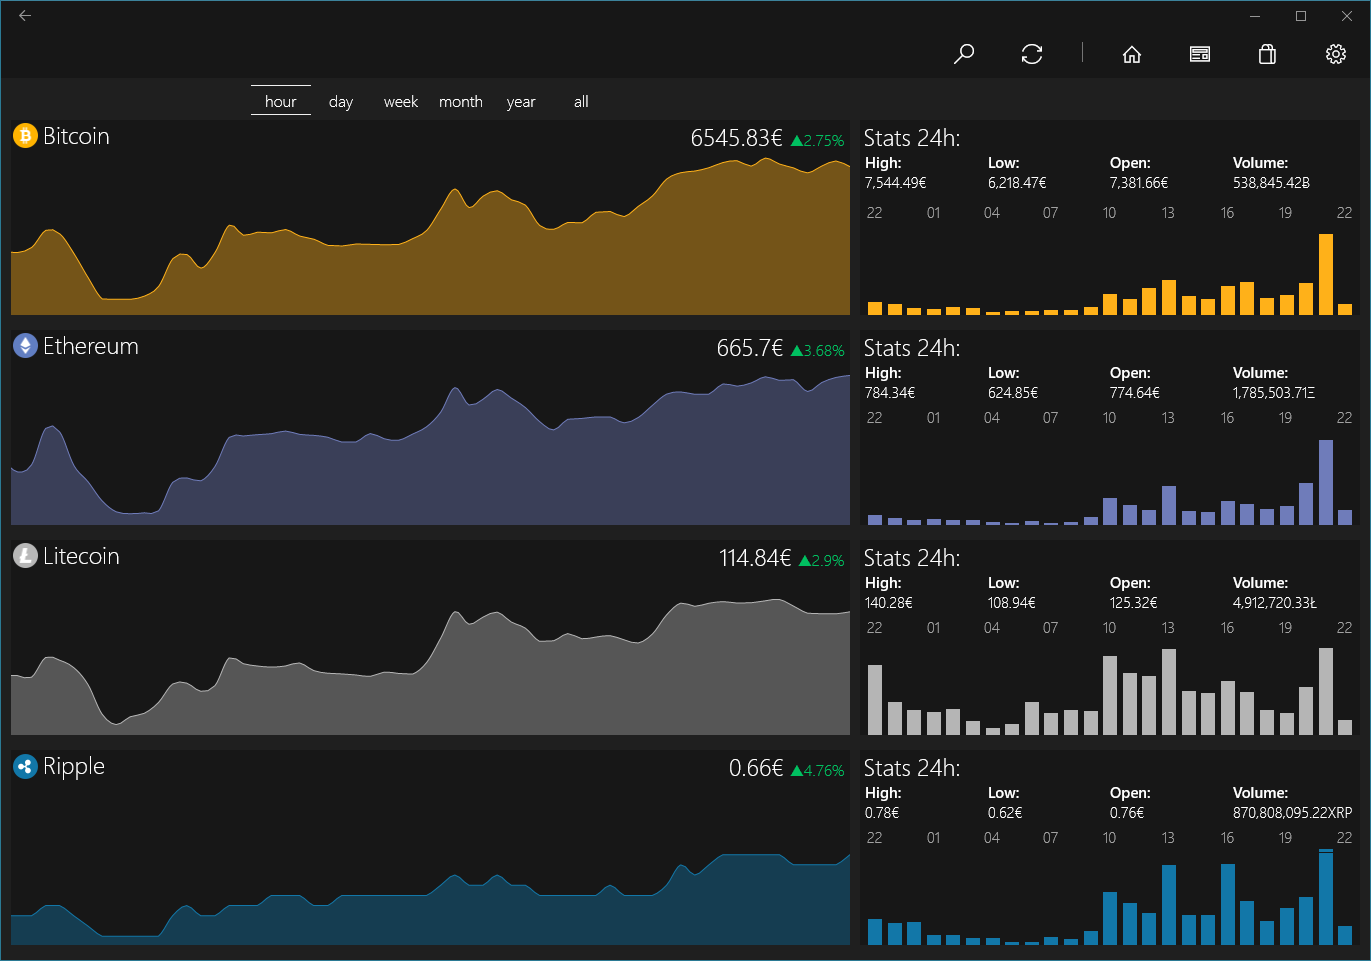 hour day week month year all
Bitcoin
6545.83€ ▲2.75%
Stats 24h:
High: Low: Open: Volume:
7,544.49€ 6,218.47€ 7,381.66€ 538,845.42Ƀ
22 01 04 07 10 13 16 19 22
Ethereum
665.7€ ▲3.68%
Stats 24h:
High: Low: Open: Volume:
784.34€ 624.85€ 774.64€ 1,785,503.71Ξ
22 01 04 07 10 13 16 19 22
Litecoin
114.84€ ▲2.9%
Stats 24h:
High: Low: Open: Volume:
140.28€ 108.94€ 125.32€ 4,912,720.33Ł
22 01 04 07 10 13 16 19 22
Ripple
0.66€ ▲4.76%
Stats 24h:
High: Low: Open: Volume:
0.78€ 0.62€ 0.76€ 870,808,095.22XRP
22 01 04 07 10 13 16 19 22